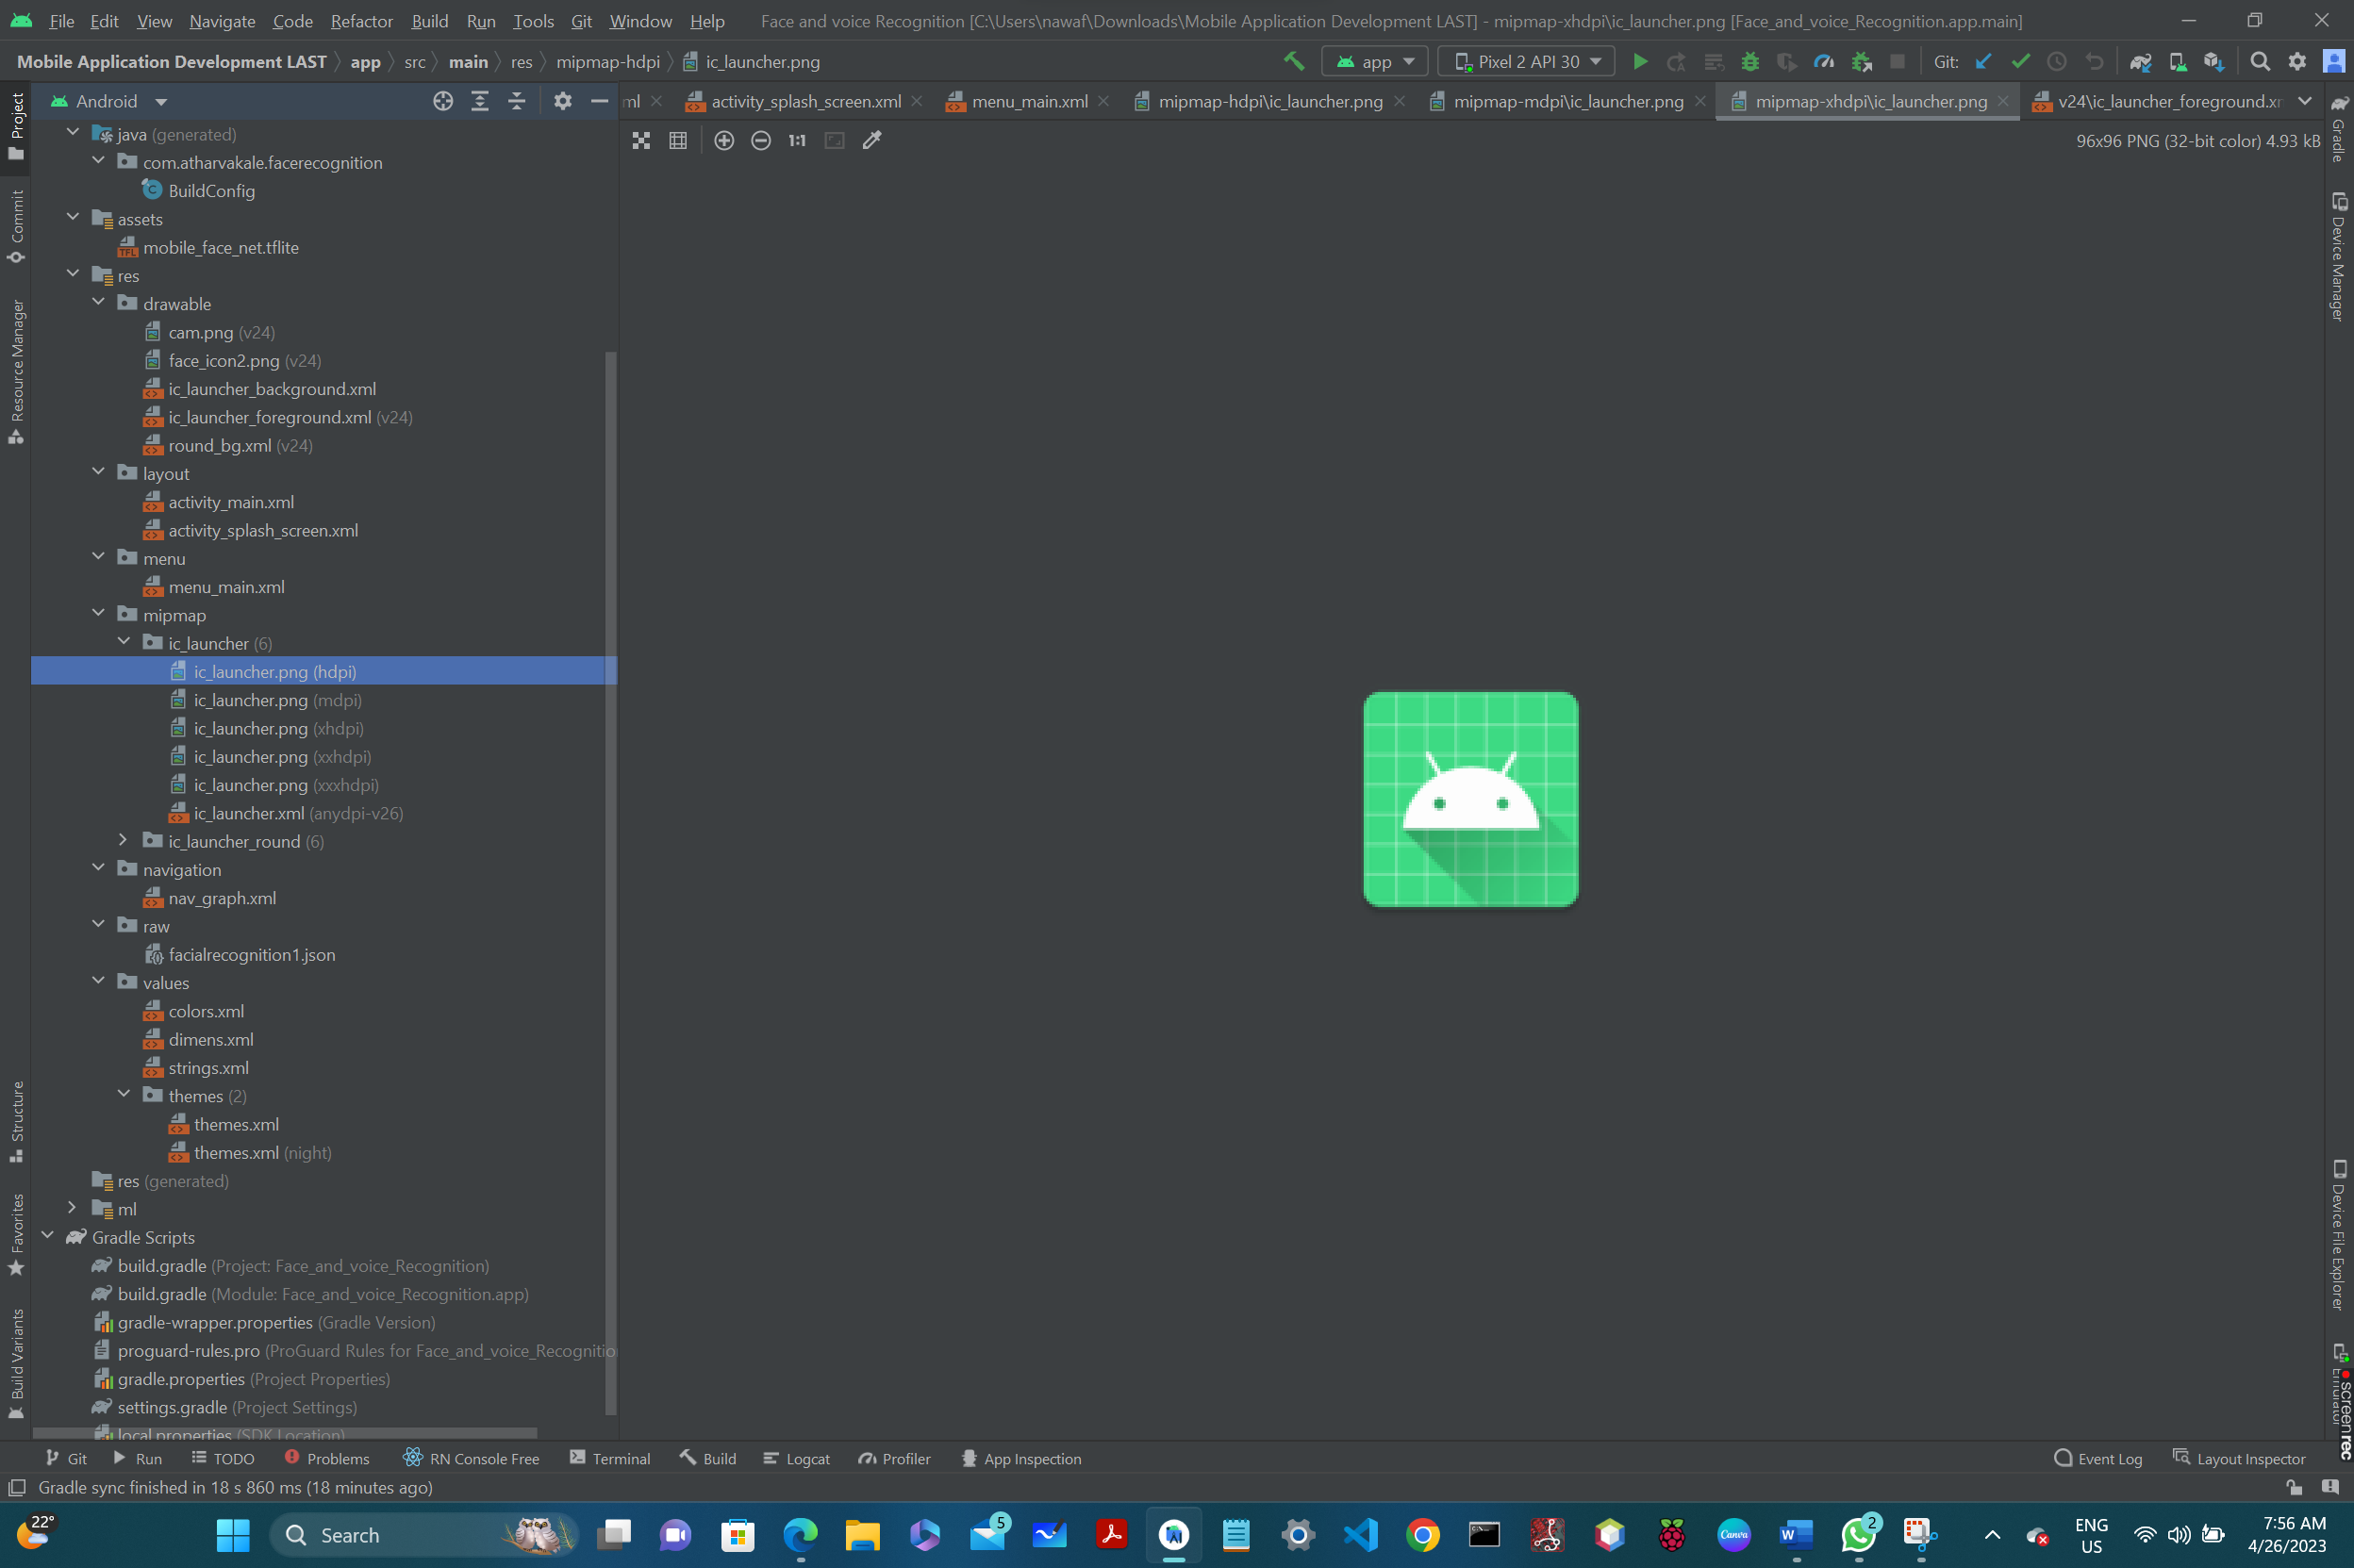 File Edit View Navigate Code Refactor Build Run Tools Git Window Help Face and voice Recognition [C:\Users\nawaf\Downloads\Mobile Application Development LAST] - mipmap-xhdpi\ic_launcher.png [Face_and_voice_Recognition.app.main]
Mobile Application Development LAST app src main res mipmap-hdpi ic_launcher.png app Pixel 2 API 30 Git:
Android ml activity_splash_screen.xml menu_main.xml mipmap-hdpi\ic_launcher.png mipmap-mdpi\ic_launcher.png mipmap-xhdpi\ic_launcher.png v24\ic_launcher_foreground.xm
1:1 96x96 PNG (32-bit color) 4.93 kB
Project
Commit
Resource Manager
Structure
Favorites
Build Variants
java (generated)
com.atharvakale.facerecognition
BuildConfig
assets
mobile_face_net.tflite
res
drawable
cam.png (v24)
face_icon2.png (v24)
ic_launcher_background.xml
ic_launcher_foreground.xml (v24)
round_bg.xml (v24)
layout
activity_main.xml
activity_splash_screen.xml
menu
menu_main.xml
mipmap
ic_launcher (6)
ic_launcher.png (hdpi)
ic_launcher.png (mdpi)
ic_launcher.png (xhdpi)
ic_launcher.png (xxhdpi)
ic_launcher.png (xxxhdpi)
ic_launcher.xml (anydpi-v26)
ic_launcher_round (6)
navigation
nav_graph.xml
raw
facialrecognition1.json
values
colors.xml
dimens.xml
strings.xml
themes (2)
themes.xml
themes.xml (night)
res (generated)
ml
Gradle Scripts
build.gradle (Project: Face_and_voice_Recognition)
build.gradle (Module: Face_and_voice_Recognition.app)
gradle-wrapper.properties (Gradle Version)
proguard-rules.pro (ProGuard Rules for Face_and_voice_Recognitio
gradle.properties (Project Properties)
settings.gradle (Project Settings)
local.properties (SDK Location)
Gradle
Device Manager
Device File Explorer
Emulator
screenrec
Git Run TODO Problems RN Console Free Terminal Build Logcat Profiler App Inspection Event Log Layout Inspector
Gradle sync finished in 18 s 860 ms (18 minutes ago)
22° Search 5 Canva 2 ENG US 7:56 AM
4/26/2023